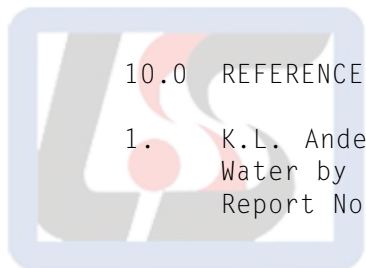 10.0 REFERENCE
1. K.L. Ande
Water by
Report No